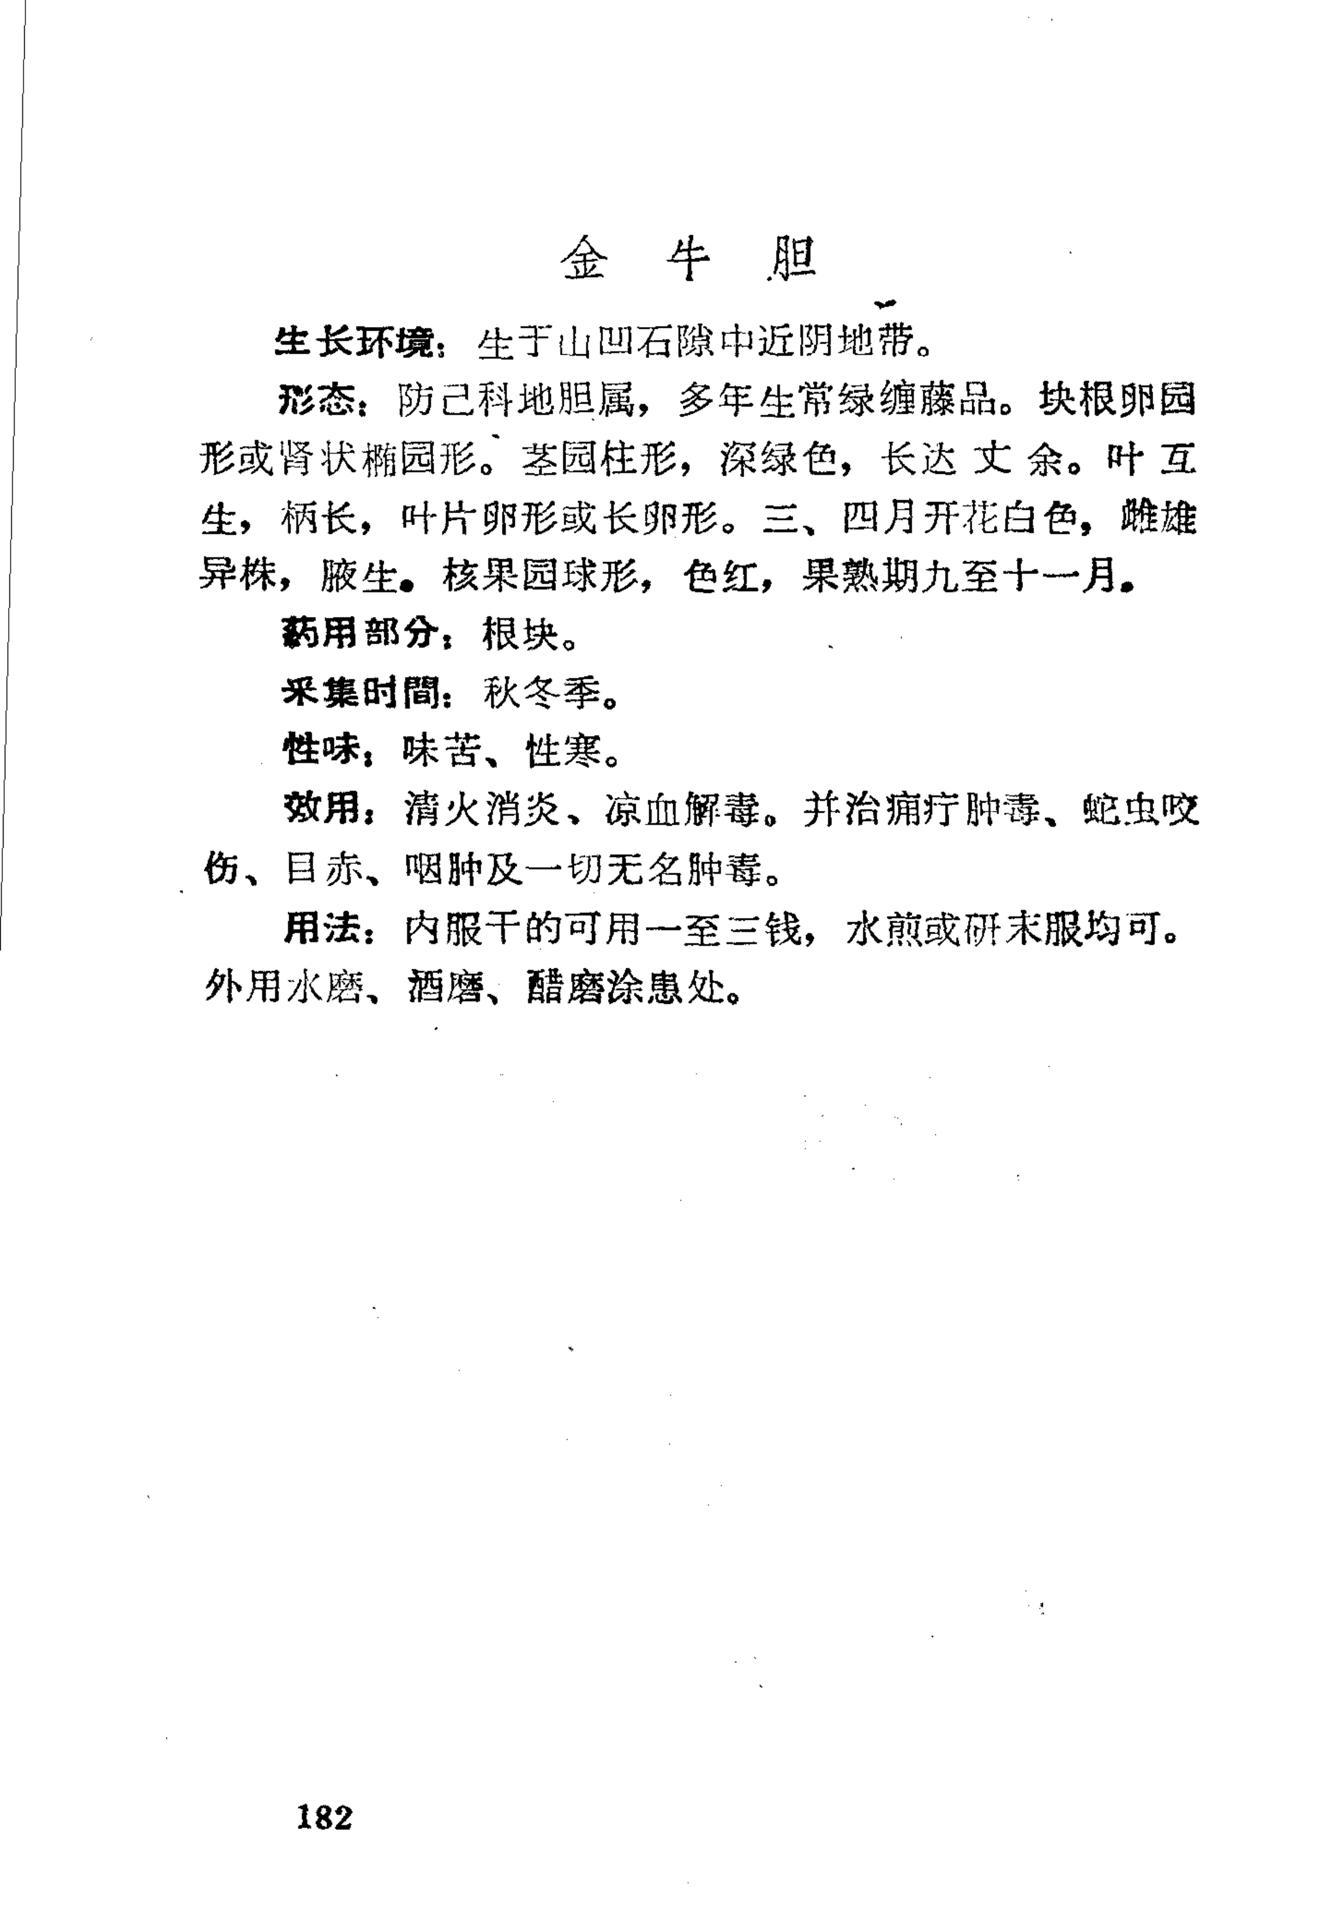 金牛胆
生长环境：生于山凹石隙中近阴地带。
形态：防己科地胆属，多年生常绿缠藤品。块根卵园
形或肾状椭园形。茎园柱形，深绿色，长达丈余。叶互
生，柄长，叶片卵形或长卵形。三、四月开花白色，雌雄
异株，腋生。核果园球形，色红，果熟期九至十一月。
药用部分：根块。
采集时間：秋冬季。
性味：味苦、性寒。
效用：清火消炎、凉血解毒。并治痈疔肿毒、蛇虫咬
伤、目赤、咽肿及一切无名肿毒。
用法：内服干的可用一至三钱，水煎或研末服均可。
外用水磨、酒磨、醋磨涂患处。
182